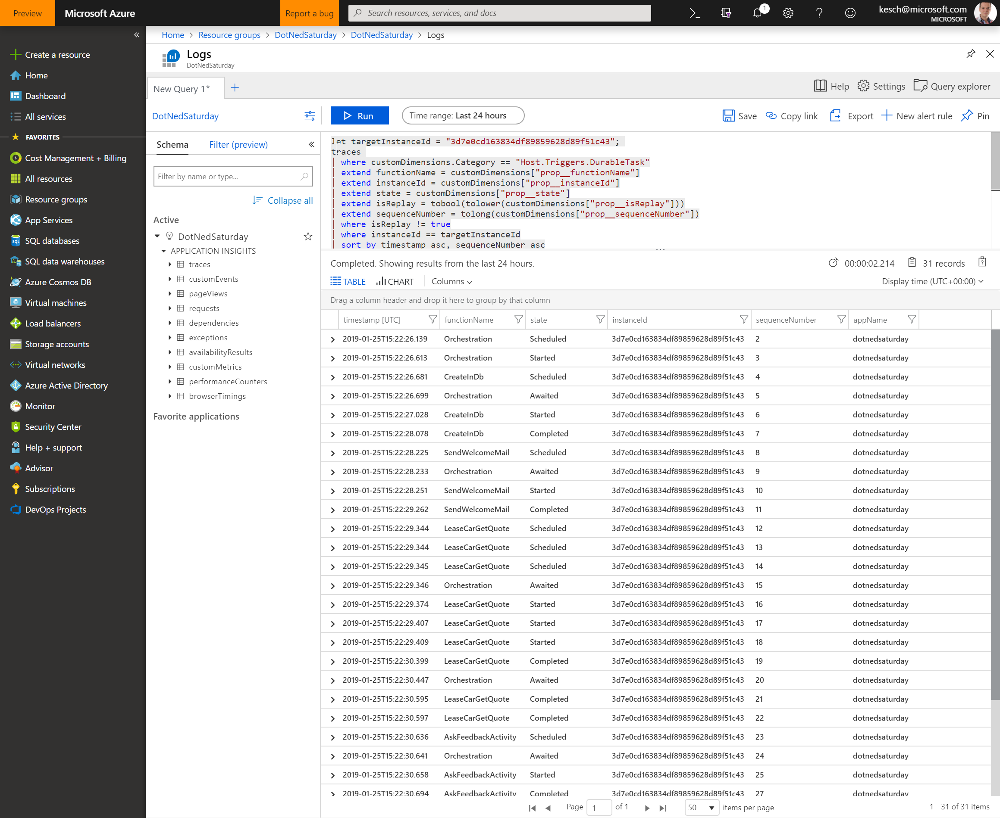 Preview
Microsoft Azure
Report a bug
Search resources, services, and docs
1
kesch@microsoft.com
MICROSOFT
Home > Resource groups > DotNedSaturday > DotNedSaturday > Logs
Logs
DotNedSaturday
Create a resource
Home
Dashboard
All services
FAVORITES
Cost Management + Billing
All resources
Resource groups
App Services
SQL databases
SQL data warehouses
Azure Cosmos DB
Virtual machines
Load balancers
Storage accounts
Virtual networks
Azure Active Directory
Monitor
Security Center
Help + support
Advisor
Subscriptions
DevOps Projects
New Query 1*
Help
Settings
Query explorer
DotNedSaturday
Run
Time range: Last 24 hours
Save
Copy link
Export
New alert rule
Pin
Schema
Filter (preview)
Filter by name or type...
Collapse all
Active
DotNedSaturday
APPLICATION INSIGHTS
traces
customEvents
pageViews
requests
dependencies
exceptions
availabilityResults
customMetrics
performanceCounters
browserTimings
Favorite applications
let targetInstanceId = "3d7e0cd163834df89859628d89f51c43";
traces
| where customDimensions.Category == "Host.Triggers.DurableTask"
| extend functionName = customDimensions["prop__functionName"]
| extend instanceId = customDimensions["prop__instanceId"]
| extend state = customDimensions["prop__state"]
| extend isReplay = tobool(tolower(customDimensions["prop__isReplay"]))
| extend sequenceNumber = tolong(customDimensions["prop__sequenceNumber"])
| where isReplay != true
| where instanceId == targetInstanceId
| sort by timestamp asc, sequenceNumber asc
Completed. Showing results from the last 24 hours.
00:00:02.214
31 records
TABLE
CHART
Columns
Display time (UTC+00:00)
Drag a column header and drop it here to group by that column
timestamp [UTC] functionName state instanceId sequenceNumber appName
2019-01-25T15:22:26.139 Orchestration Scheduled 3d7e0cd163834df89859628d89f51c43 2 dotnedsaturday
2019-01-25T15:22:26.613 Orchestration Started 3d7e0cd163834df89859628d89f51c43 3 dotnedsaturday
2019-01-25T15:22:26.681 CreateInDb Scheduled 3d7e0cd163834df89859628d89f51c43 4 dotnedsaturday
2019-01-25T15:22:26.699 Orchestration Awaited 3d7e0cd163834df89859628d89f51c43 5 dotnedsaturday
2019-01-25T15:22:27.028 CreateInDb Started 3d7e0cd163834df89859628d89f51c43 6 dotnedsaturday
2019-01-25T15:22:28.078 CreateInDb Completed 3d7e0cd163834df89859628d89f51c43 7 dotnedsaturday
2019-01-25T15:22:28.225 SendWelcomeMail Scheduled 3d7e0cd163834df89859628d89f51c43 8 dotnedsaturday
2019-01-25T15:22:28.233 Orchestration Awaited 3d7e0cd163834df89859628d89f51c43 9 dotnedsaturday
2019-01-25T15:22:28.251 SendWelcomeMail Started 3d7e0cd163834df89859628d89f51c43 10 dotnedsaturday
2019-01-25T15:22:29.262 SendWelcomeMail Completed 3d7e0cd163834df89859628d89f51c43 11 dotnedsaturday
2019-01-25T15:22:29.344 LeaseCarGetQuote Scheduled 3d7e0cd163834df89859628d89f51c43 12 dotnedsaturday
2019-01-25T15:22:29.344 LeaseCarGetQuote Scheduled 3d7e0cd163834df89859628d89f51c43 13 dotnedsaturday
2019-01-25T15:22:29.345 LeaseCarGetQuote Scheduled 3d7e0cd163834df89859628d89f51c43 14 dotnedsaturday
2019-01-25T15:22:29.346 Orchestration Awaited 3d7e0cd163834df89859628d89f51c43 15 dotnedsaturday
2019-01-25T15:22:29.374 LeaseCarGetQuote Started 3d7e0cd163834df89859628d89f51c43 16 dotnedsaturday
2019-01-25T15:22:29.407 LeaseCarGetQuote Started 3d7e0cd163834df89859628d89f51c43 17 dotnedsaturday
2019-01-25T15:22:29.409 LeaseCarGetQuote Started 3d7e0cd163834df89859628d89f51c43 18 dotnedsaturday
2019-01-25T15:22:30.399 LeaseCarGetQuote Completed 3d7e0cd163834df89859628d89f51c43 19 dotnedsaturday
2019-01-25T15:22:30.447 Orchestration Awaited 3d7e0cd163834df89859628d89f51c43 20 dotnedsaturday
2019-01-25T15:22:30.595 LeaseCarGetQuote Completed 3d7e0cd163834df89859628d89f51c43 21 dotnedsaturday
2019-01-25T15:22:30.597 LeaseCarGetQuote Completed 3d7e0cd163834df89859628d89f51c43 22 dotnedsaturday
2019-01-25T15:22:30.636 AskFeedbackActivity Scheduled 3d7e0cd163834df89859628d89f51c43 23 dotnedsaturday
2019-01-25T15:22:30.641 Orchestration Awaited 3d7e0cd163834df89859628d89f51c43 24 dotnedsaturday
2019-01-25T15:22:30.658 AskFeedbackActivity Started 3d7e0cd163834df89859628d89f51c43 25 dotnedsaturday
2019-01-25T15:22:30.694 AskFeedbackActivity Completed 3d7e0cd163834df89859628d89f51c43 27 dotnedsaturday
Page 1 of 1
50 items per page
1 - 31 of 31 items